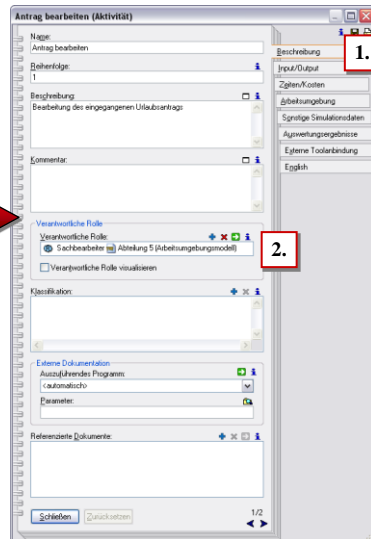 Antrag bearbeiten (Aktivität)
Name:
Antrag bearbeiten
Reihenfolge:
1
Beschreibung:
Bearbeitung des eingegangenen Urlaubsantrags
Kommentar:
Verantwortliche Rolle
Verantwortliche Rolle:
Sachbearbeiter Abteilung 5 (Arbeitsumgebungsmodell)
Verantwortliche Rolle visualisieren
Klassifikation:
Externe Dokumentation
Auszuführendes Programm:
<automatisch>
Parameter:
Referenzierte Dokumente:
Schließen
Zurücksetzen
1/2
Beschreibung
1.
Input/Output
Zeiten/Kosten
Arbeitsumgebung
Sonstige Simulationsdaten
Auswertungsergebnisse
Externe Toolanbindung
English
2.